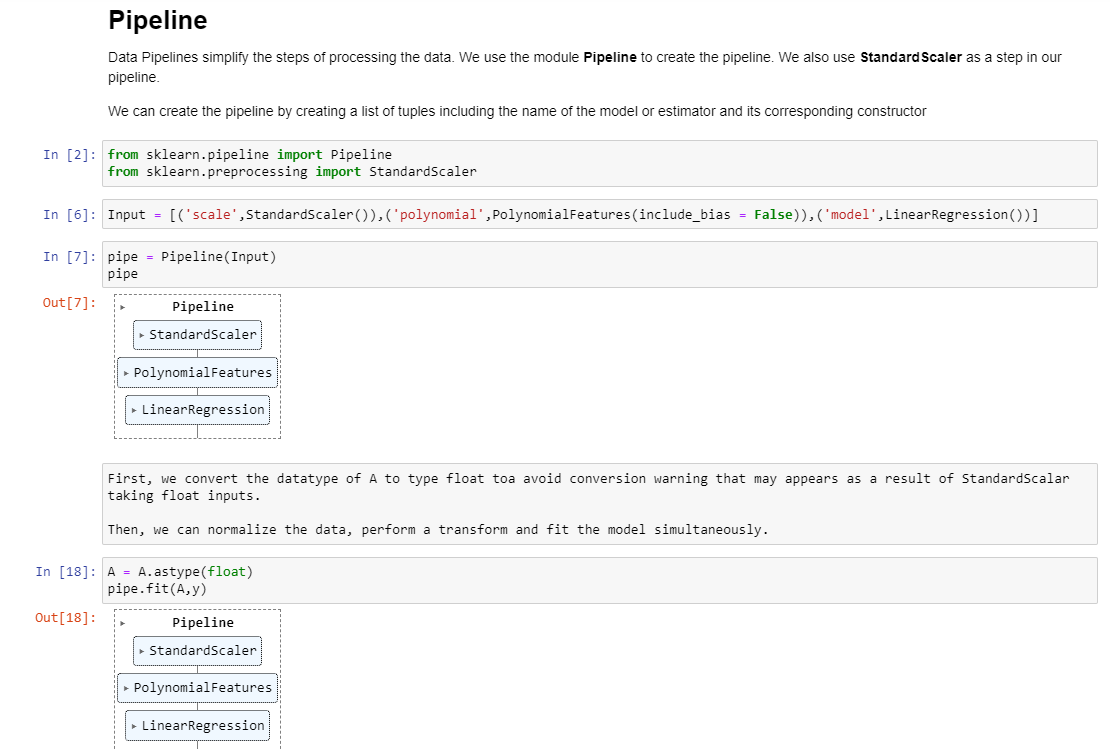 Pipeline
Data Pipelines simplify the steps of processing the data. We use the module Pipeline to create the pipeline. We also use StandardScaler as a step in our
pipeline.
We can create the pipeline by creating a list of tuples including the name of the model or estimator and its corresponding constructor
In [2]: from sklearn.pipeline import Pipeline
from sklearn.preprocessing import StandardScaler
In [6]: Input = [('scale',StandardScaler()),('polynomial',PolynomialFeatures(include_bias = False)),('model',LinearRegression())]
In [7]: pipe = Pipeline(Input)
pipe
Out[7]: Pipeline
StandardScaler
PolynomialFeatures
LinearRegression
First, we convert the datatype of A to type float toa avoid conversion warning that may appears as a result of StandardScalar
taking float inputs.
Then, we can normalize the data, perform a transform and fit the model simultaneously.
In [18]: A = A.astype(float)
pipe.fit(A,y)
Out[18]: Pipeline
StandardScaler
PolynomialFeatures
LinearRegression